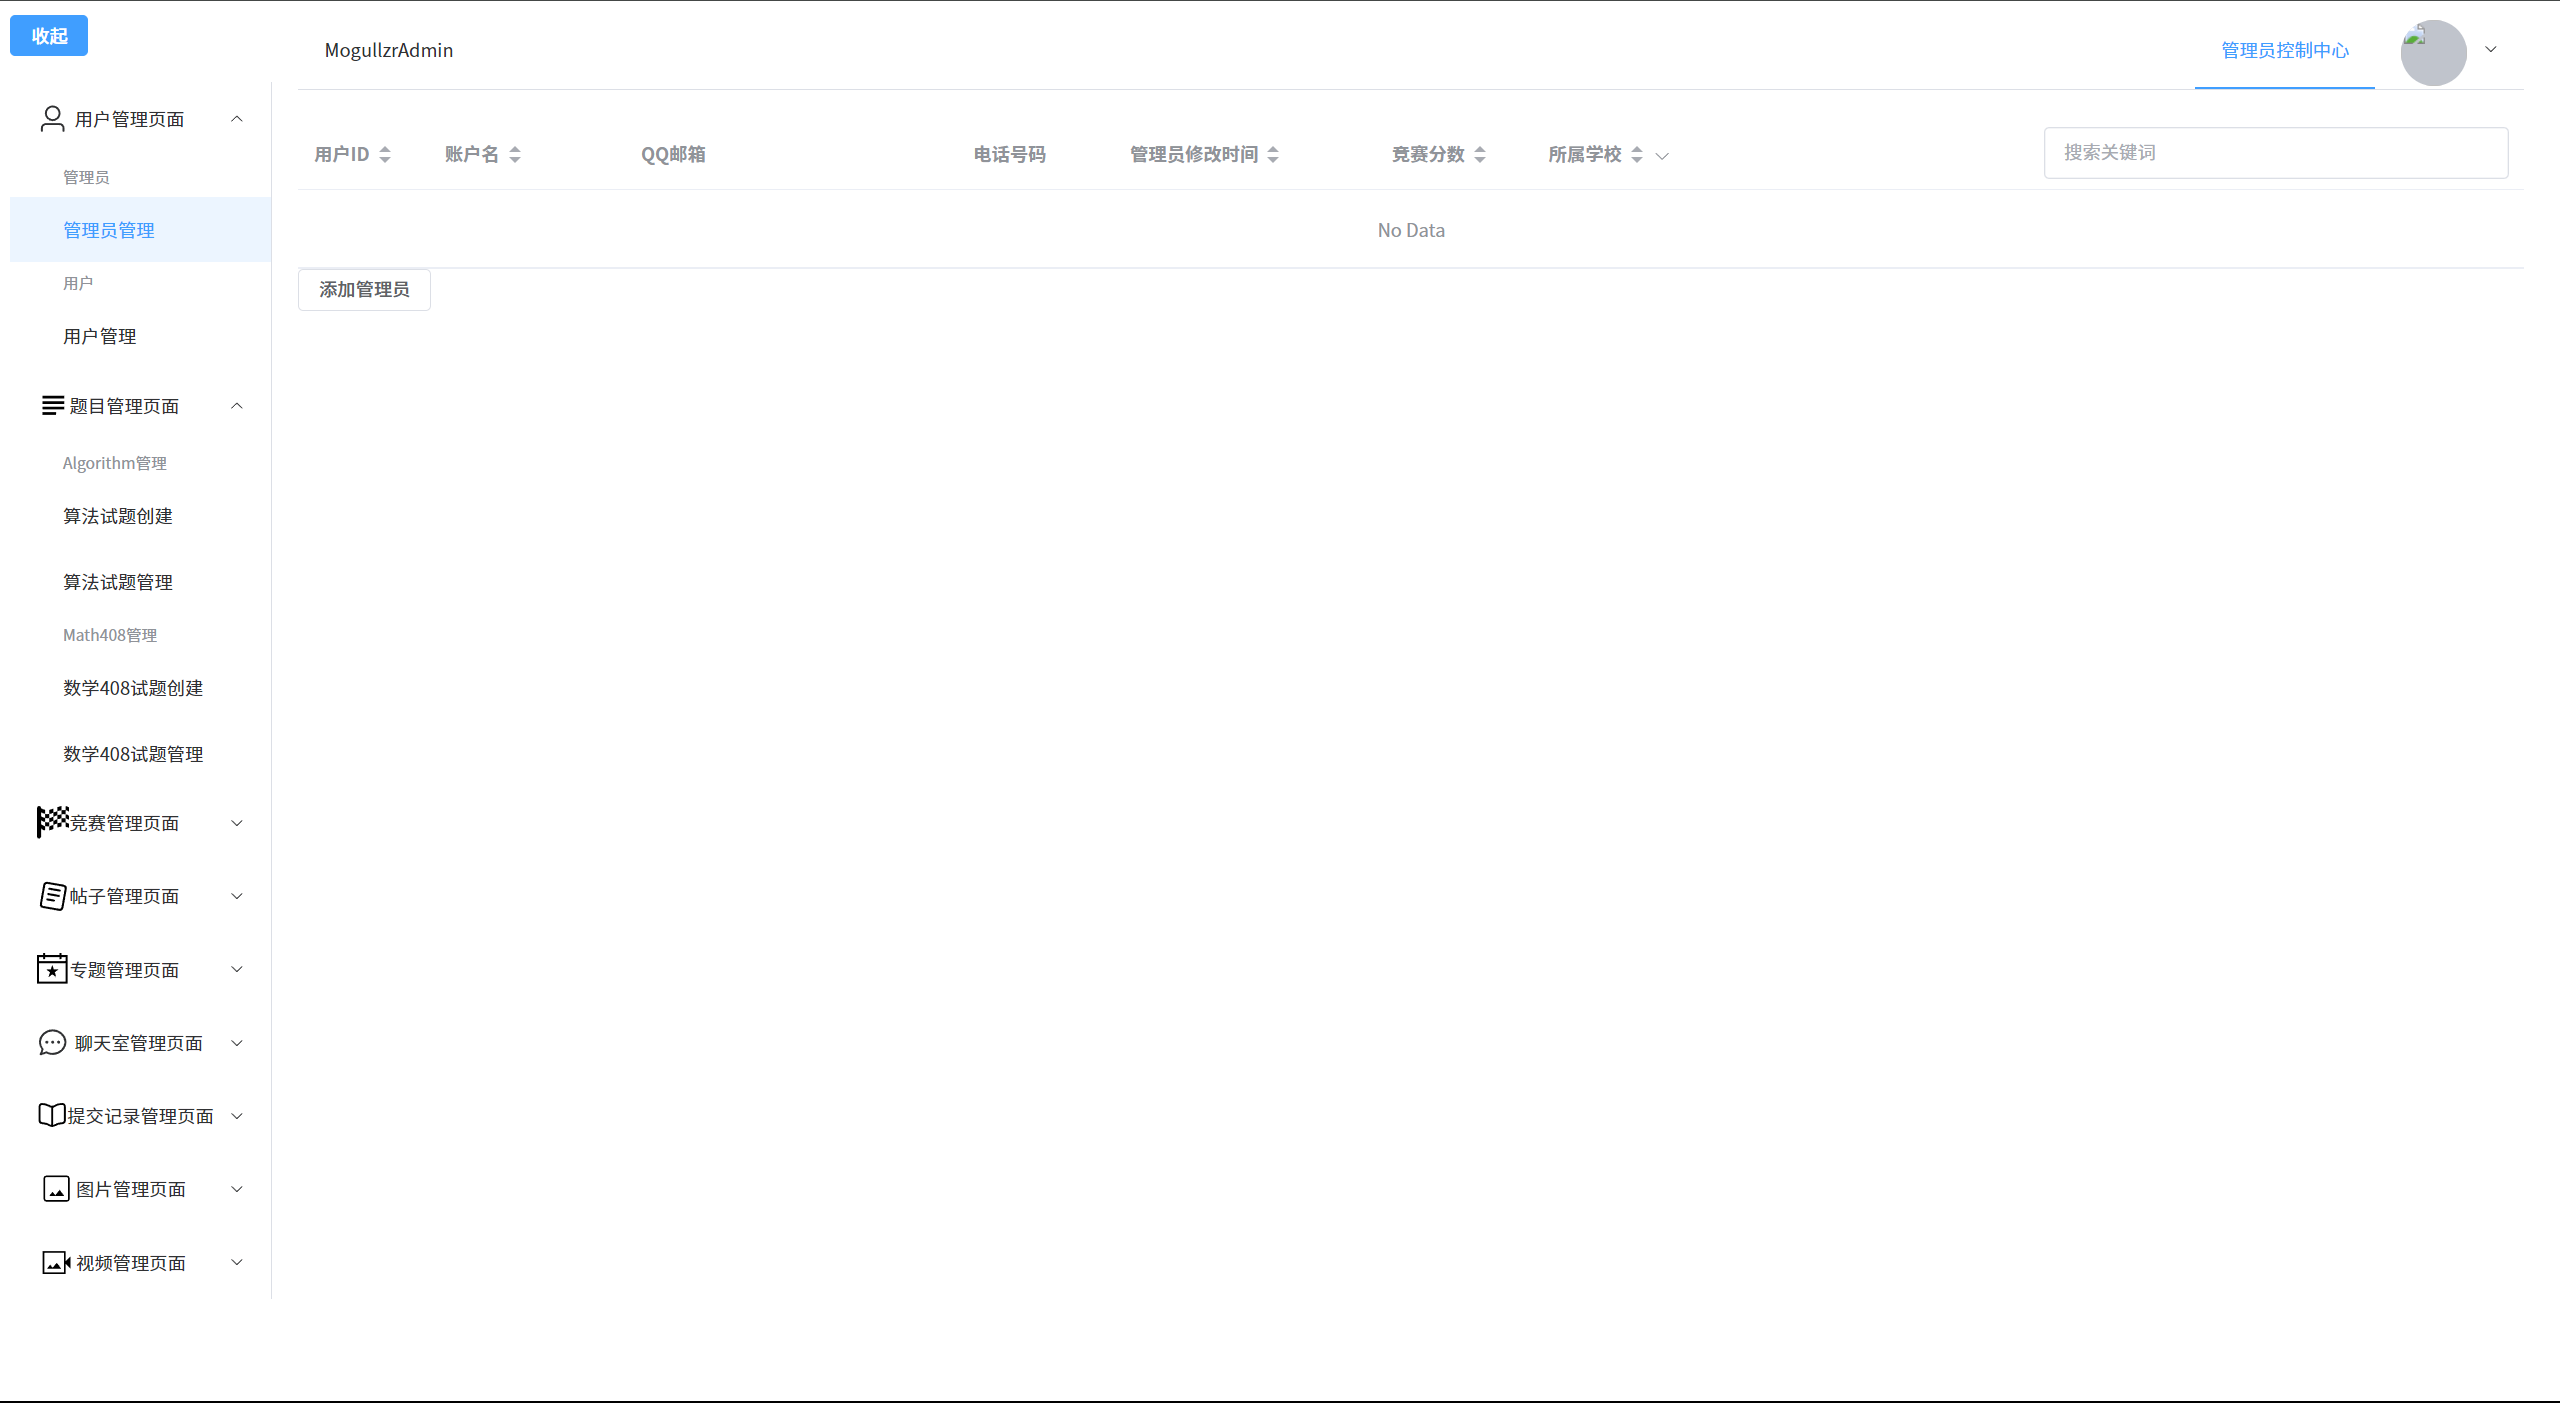 收起
MogullzrAdmin
管理员控制中心
用户管理页面
管理员
管理员管理
用户
用户管理
题目管理页面
Algorithm管理
算法试题创建
算法试题管理
Math408管理
数学408试题创建
数学408试题管理
竞赛管理页面
帖子管理页面
专题管理页面
聊天室管理页面
提交记录管理页面
图片管理页面
视频管理页面
用户ID 账户名 QQ邮箱 电话号码 管理员修改时间 竞赛分数 所属学校 搜索关键词
No Data
添加管理员